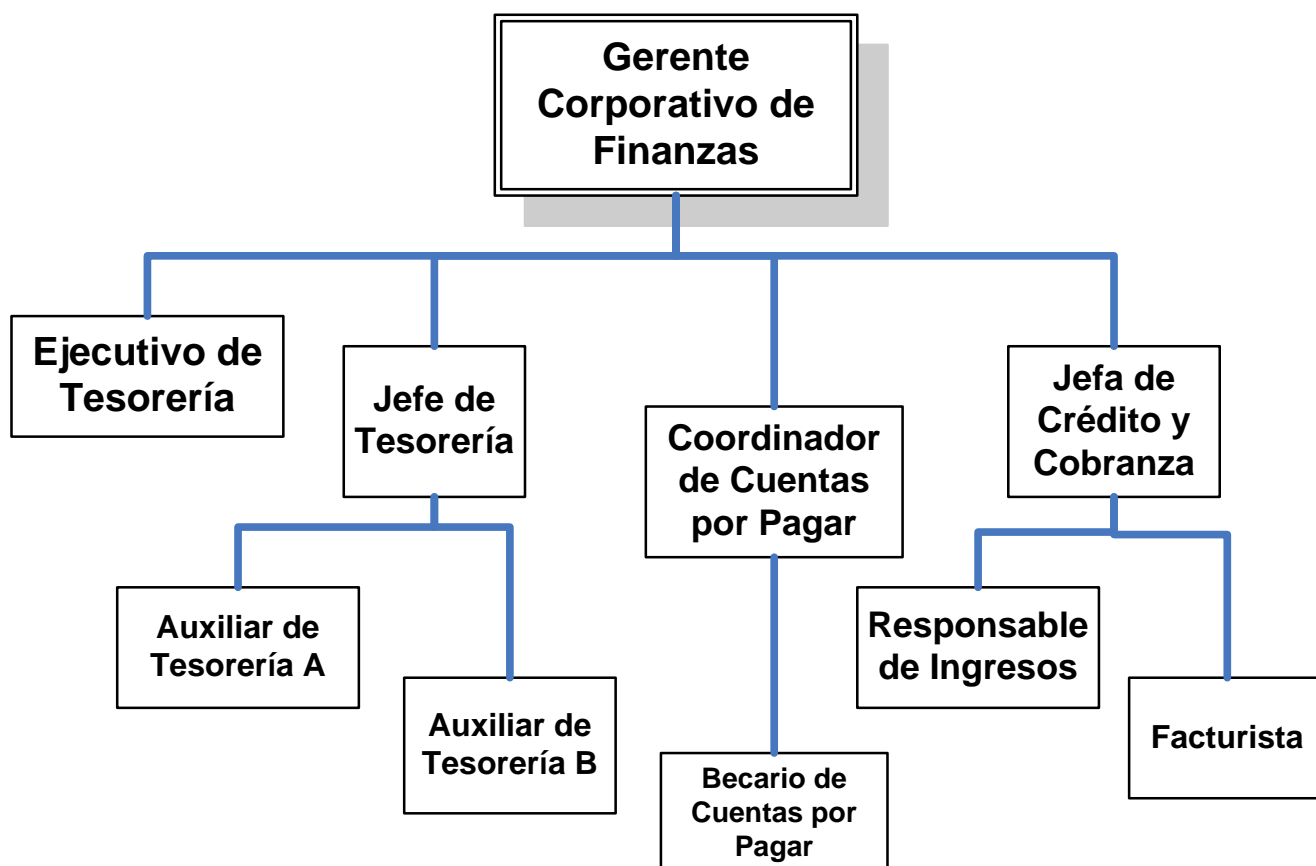 Gerente
Corporativo de
Finanzas
Ejecutivo de
Tesorería
Jefe de
Tesorería
Coordinador
de Cuentas
por Pagar
Jefa de
Crédito y
Cobranza
Auxiliar de
Tesorería A
Auxiliar de
Tesorería B
Becario de
Cuentas por
Pagar
Responsable
de Ingresos
Facturista